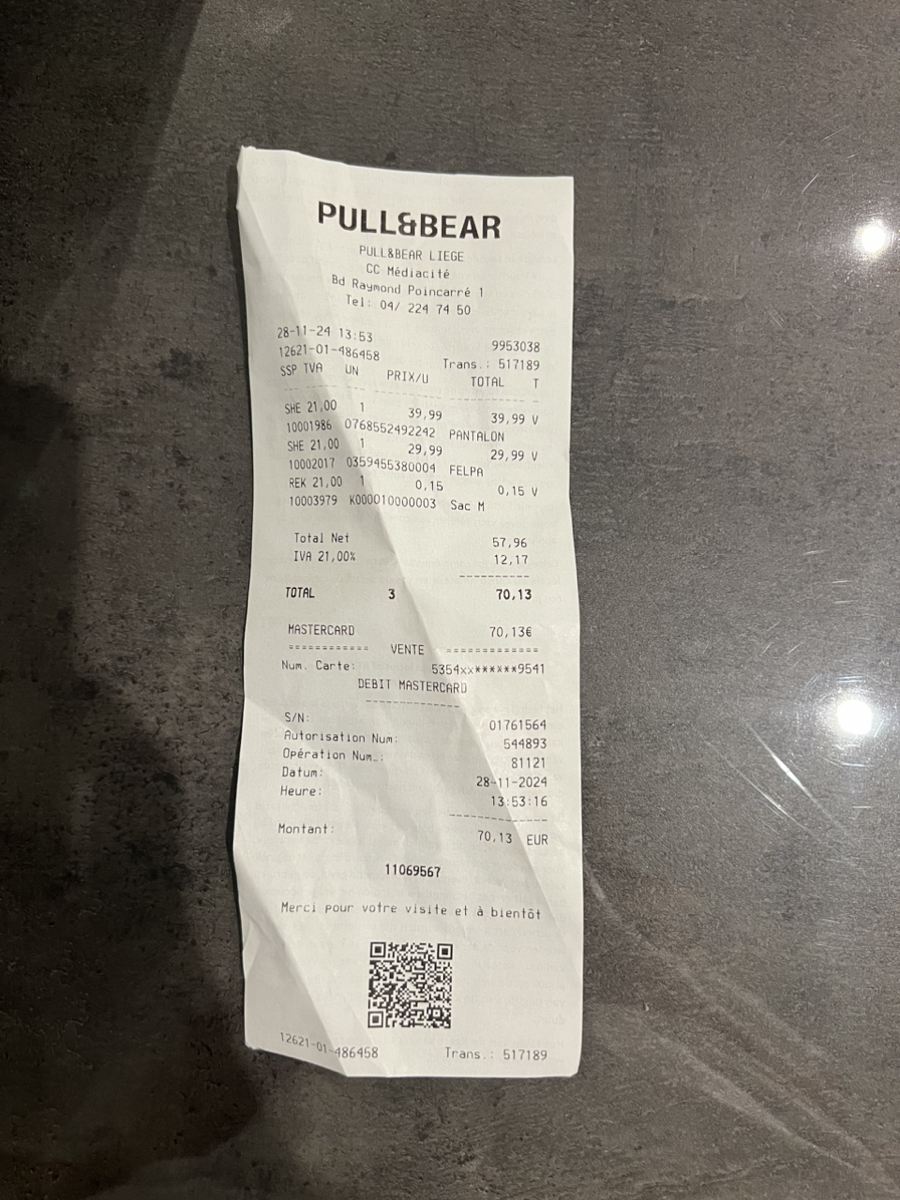 PULL&BEAR
PULL&BEAR LIEGE
CC Médiacité
Bd Raymond Poincarré 1
Tel: 04/ 224 74 50
28-11-24 13:53 9953038
12621-01-486458 Trans.: 517189
SSP TVA UN PRIX/U TOTAL T
SHE 21,00 1 39,99 39,99 V
10001986 0768552492242 PANTALON
SHE 21,00 1 29,99 29,99 V
10002017 0359455380004 FELPA
REK 21,00 1 0,15 0,15 V
10003979 K000010000003 Sac M
Total Net 57,96
IVA 21,00% 12,17
----------
TOTAL 3 70,13
MASTERCARD 70,13€
============ VENTE =============
Num. Carte: 5354xx******9541
DEBIT MASTERCARD
-------------
S/N: 01761564
Autorisation Num: 544893
Opération Num.: 81121
Datum: 28-11-2024
Heure: 13:53:16
--------------
Montant: 70,13 EUR
11069567
Merci pour votre visite et à bientôt
12621-01-486458 Trans.: 517189